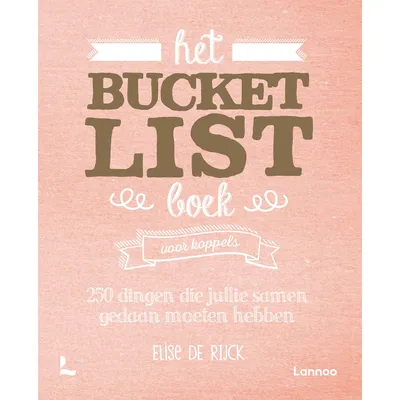 het
BUCKET
LIST
boek
voor koppels
250 dingen die jullie samen
gedaan moeten hebben
ELISE DE RIJCK
L
Lannoo